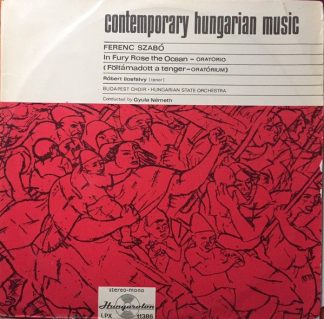 contemporary hungarian music
FERENC SZABÓ
In Fury Rose the Ocean – ORATORIO
(Föltámadott a tenger – ORATÓRIUM)
Róbert Ilosfalvy (tenor)
BUDAPEST CHOIR • HUNGARIAN STATE ORCHESTRA
Conducted by Gyula Németh
stereo-mono
Hungaroton
LPX 11386